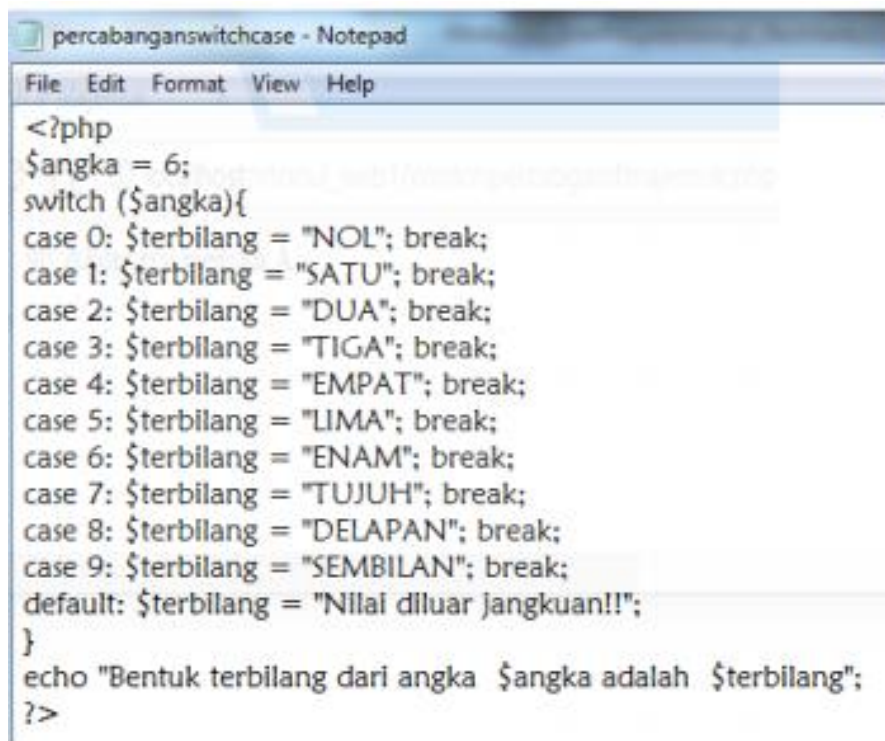 percabanganswitchcase - Notepad
File Edit Format View Help
<?php
$angka = 6;
switch ($angka){
case 0: $terbilang = "NOL"; break;
case 1: $terbilang = "SATU"; break;
case 2: $terbilang = "DUA"; break;
case 3: $terbilang = "TIGA"; break;
case 4: $terbilang = "EMPAT"; break;
case 5: $terbilang = "LIMA"; break;
case 6: $terbilang = "ENAM"; break;
case 7: $terbilang = "TUJUH"; break;
case 8: $terbilang = "DELAPAN"; break;
case 9: $terbilang = "SEMBILAN"; break;
default: $terbilang = "Nilai diluar jangkuan!!";
}
echo "Bentuk terbilang dari angka  $angka adalah  $terbilang";
?>